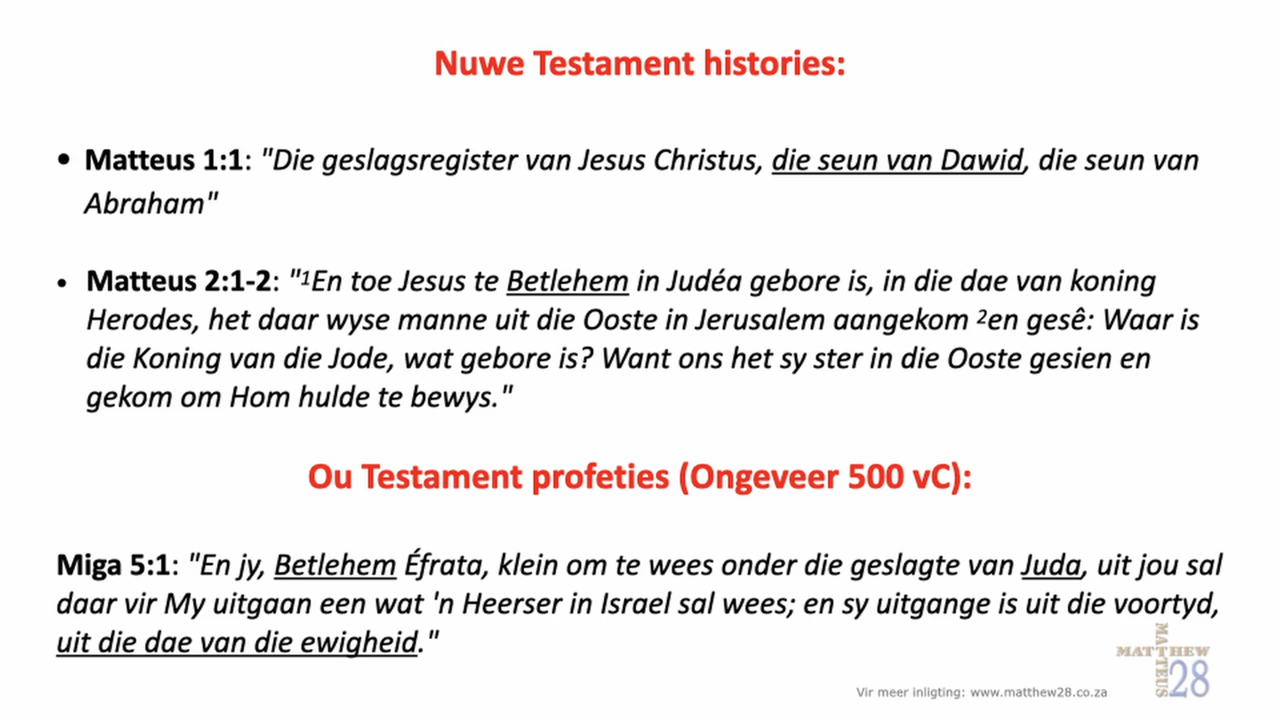 Nuwe Testament histories:
• Matteus 1:1: "Die geslagsregister van Jesus Christus, die seun van Dawid, die seun van
Abraham"
• Matteus 2:1-2: "¹En toe Jesus te Betlehem in Judéa gebore is, in die dae van koning
Herodes, het daar wyse manne uit die Ooste in Jerusalem aangekom ²en gesê: Waar is
die Koning van die Jode, wat gebore is? Want ons het sy ster in die Ooste gesien en
gekom om Hom hulde te bewys."
Ou Testament profeties (Ongeveer 500 vC):
Miga 5:1: "En jy, Betlehem Éfrata, klein om te wees onder die geslagte van Juda, uit jou sal
daar vir My uitgaan een wat 'n Heerser in Israel sal wees; en sy uitgange is uit die voortyd,
uit die dae van die ewigheid."
MATTHEW
MATTEUS
28
Vir meer inligting: www.matthew28.co.za